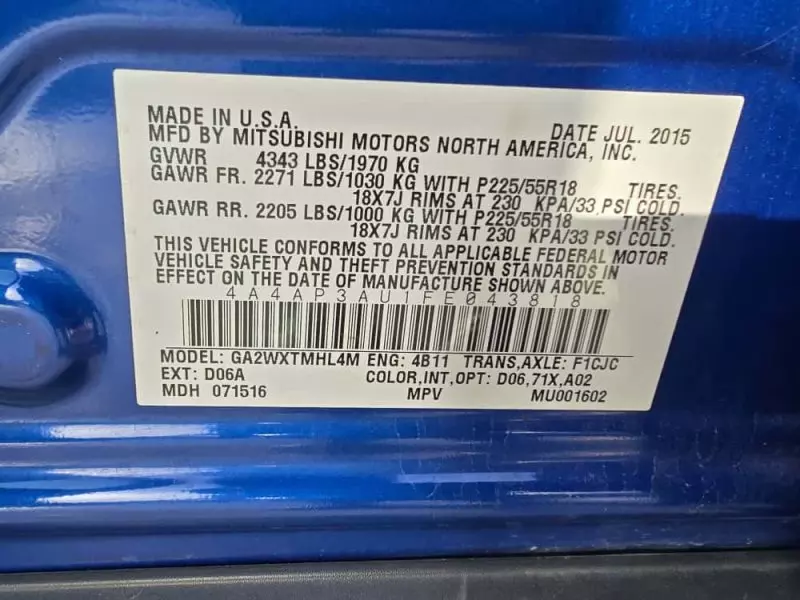 MADE IN U.S.A. DATE JUL. 2015
MFD BY MITSUBISHI MOTORS NORTH AMERICA, INC.
GVWR 4343 LBS/1970 KG
GAWR FR. 2271 LBS/1030 KG WITH P225/55R18 TIRES.
18X7J RIMS AT 230 KPA/33 PSI COLD.
GAWR RR. 2205 LBS/1000 KG WITH P225/55R18 TIRES.
18X7J RIMS AT 230 KPA/33 PSI COLD.
THIS VEHICLE CONFORMS TO ALL APPLICABLE FEDERAL MOTOR
VEHICLE SAFETY AND THEFT PREVENTION STANDARDS IN
EFFECT ON THE DATE OF MANUFACTURE SHOWN ABOVE.
4A4AP3AU1FE043818
MODEL: GA2WXTMHL4M ENG: 4B11 TRANS,AXLE: F1CJC
EXT: D06A COLOR,INT,OPT: D06,71X,A02
MDH 071516 MPV MU001602